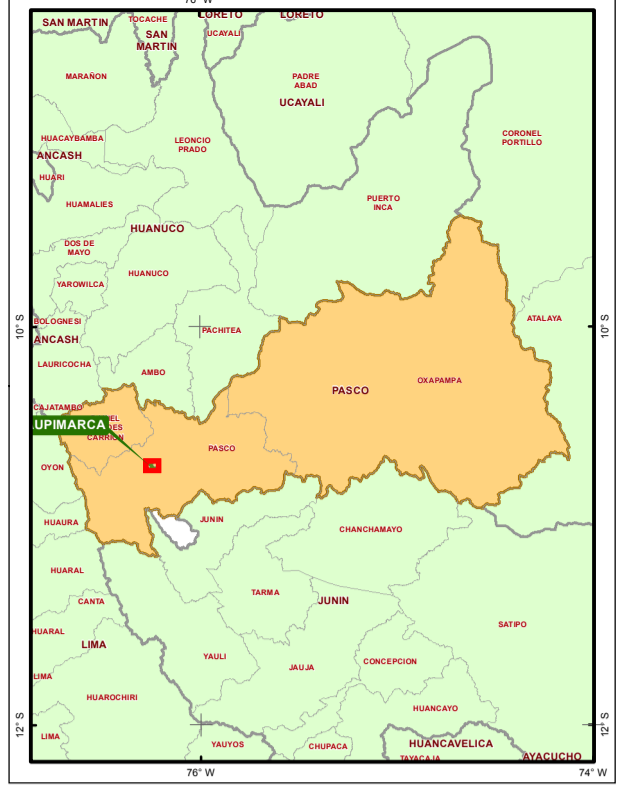 76° W
SAN MARTIN
TOCACHE
LORETO
LORETO
SAN
MARTIN
UCAYALI
MARAÑON
PADRE
ABAD
UCAYALI
HUACAYBAMBA
LEONCIO
PRADO
CORONEL
PORTILLO
ANCASH
HUARI
HUAMALIES
PUERTO
INCA
HUANUCO
DOS DE
MAYO
HUANUCO
YAROWILCA
BOLOGNESI
PACHITEA
ATALAYA
10° S
10° S
ANCASH
LAURICOCHA
AMBO
OXAPAMPA
PASCO
CAJATAMBO
UPIMARCA
CARRION
PASCO
OYON
HUAURA
JUNIN
CHANCHAMAYO
HUARAL
TARMA
CANTA
JUNIN
SATIPO
HUARAL
LIMA
YAULI
JAUJA
CONCEPCION
LIMA
HUAROCHIRI
HUANCAYO
12° S
12° S
LIMA
YAUYOS
CHUPACA
HUANCAVELICA
TAYACAJA
AYACUCHO
76° W
74° W